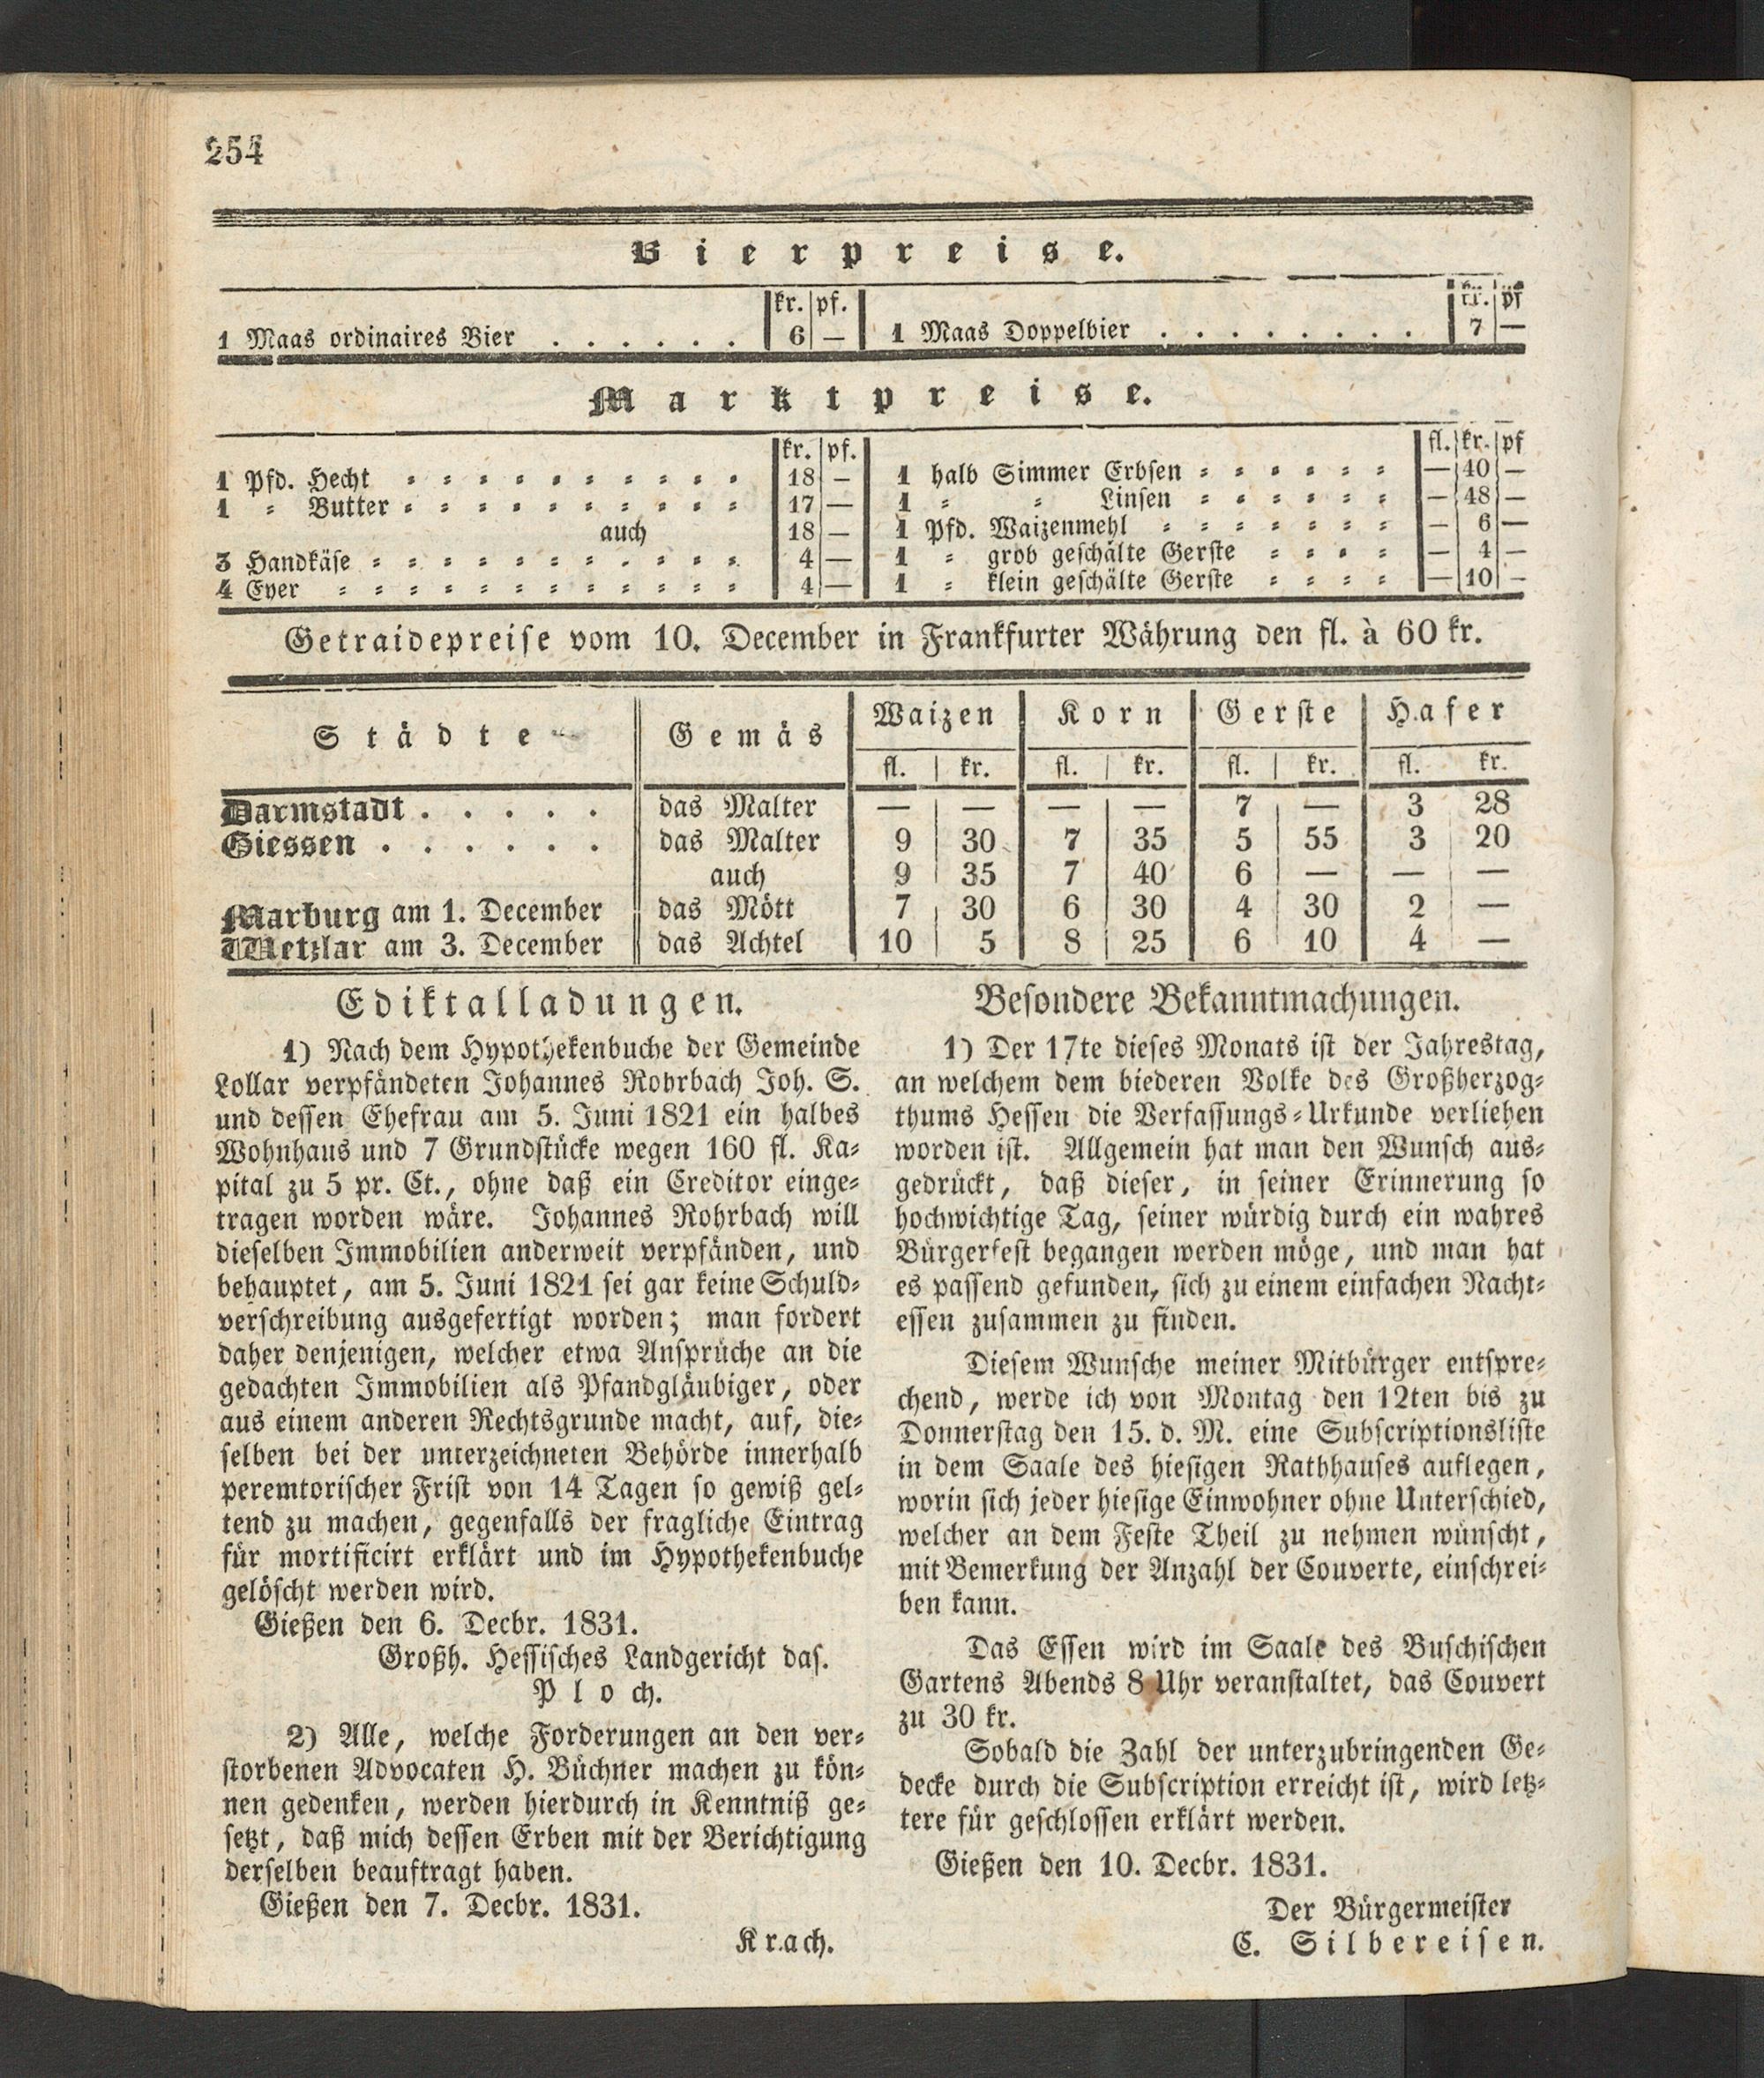 254
Bierpreise.
kr. pf.
kr. pf
1 Maas ordinaires Bier . . . . . . 6 —
1 Maas Doppelbier . . . . . . . . 7 —
Marktpreise.
kr. pf.
1 Pfd. Hecht 18 —
1 = Butter 17 —
auch 18 —
3 Handkäse 4 —
4 Eyer 4 —
fl. kr. pf
1 halb Simmer Erbsen — 40 —
1 = = Linsen — 48 —
1 Pfd. Waizenmehl — 6 —
1 = grob geschälte Gerste — 4 —
1 = klein geschälte Gerste — 10 —
Getraidepreise vom 10. December in Frankfurter Währung den fl. à 60 kr.
Städte Gemäs Waizen Korn Gerste Hafer
fl. kr. fl. kr. fl. kr. fl. kr.
Darmstadt . . . . . das Malter — — — — 7 — 3 28
Giessen . . . . . . das Malter 9 30 7 35 5 55 3 20
auch 9 35 7 40 6 — — —
Marburg am 1. December das Mött 7 30 6 30 4 30 2 —
Wetzlar am 3. December das Achtel 10 5 8 25 6 10 4 —
Ediktalladungen.
1) Nach dem Hypothekenbuche der Gemeinde
Lollar verpfändeten Johannes Rohrbach Joh. S.
und dessen Ehefrau am 5. Juni 1821 ein halbes
Wohnhaus und 7 Grundstücke wegen 160 fl. Ka=
pital zu 5 pr. Ct., ohne daß ein Creditor einge=
tragen worden wäre. Johannes Rohrbach will
dieselben Immobilien anderweit verpfänden, und
behauptet, am 5. Juni 1821 sei gar keine Schuld=
verschreibung ausgefertigt worden; man fordert
daher denjenigen, welcher etwa Ansprüche an die
gedachten Immobilien als Pfandgläubiger, oder
aus einem anderen Rechtsgrunde macht, auf, die=
selben bei der unterzeichneten Behörde innerhalb
peremtorischer Frist von 14 Tagen so gewiß gel=
tend zu machen, gegenfalls der fragliche Eintrag
für mortificirt erklärt und im Hypothekenbuche
gelöscht werden wird.
Gießen den 6. Decbr. 1831.
Großh. Hessisches Landgericht das.
Ploch.
2) Alle, welche Forderungen an den ver=
storbenen Advocaten H. Büchner machen zu kön=
nen gedenken, werden hierdurch in Kenntniß ge=
setzt, daß mich dessen Erben mit der Berichtigung
derselben beauftragt haben.
Gießen den 7. Decbr. 1831.
Krach.
Besondere Bekanntmachungen.
1) Der 17te dieses Monats ist der Jahrestag,
an welchem dem biederen Volke des Großherzog=
thums Hessen die Verfassungs=Urkunde verliehen
worden ist. Allgemein hat man den Wunsch aus=
gedrückt, daß dieser, in seiner Erinnerung so
hochwichtige Tag, seiner würdig durch ein wahres
Bürgerfest begangen werden möge, und man hat
es passend gefunden, sich zu einem einfachen Nacht=
essen zusammen zu finden.
Diesem Wunsche meiner Mitbürger entspre=
chend, werde ich von Montag den 12ten bis zu
Donnerstag den 15. d. M. eine Subscriptionsliste
in dem Saale des hiesigen Rathhauses auflegen,
worin sich jeder hiesige Einwohner ohne Unterschied,
welcher an dem Feste Theil zu nehmen wünscht,
mit Bemerkung der Anzahl der Couverte, einschrei=
ben kann.
Das Essen wird im Saale des Buschischen
Gartens Abends 8 Uhr veranstaltet, das Couvert
zu 30 kr.
Sobald die Zahl der unterzubringenden Ge=
decke durch die Subscription erreicht ist, wird letz=
tere für geschlossen erklärt werden.
Gießen den 10. Decbr. 1831.
Der Bürgermeister
C. Silbereisen.